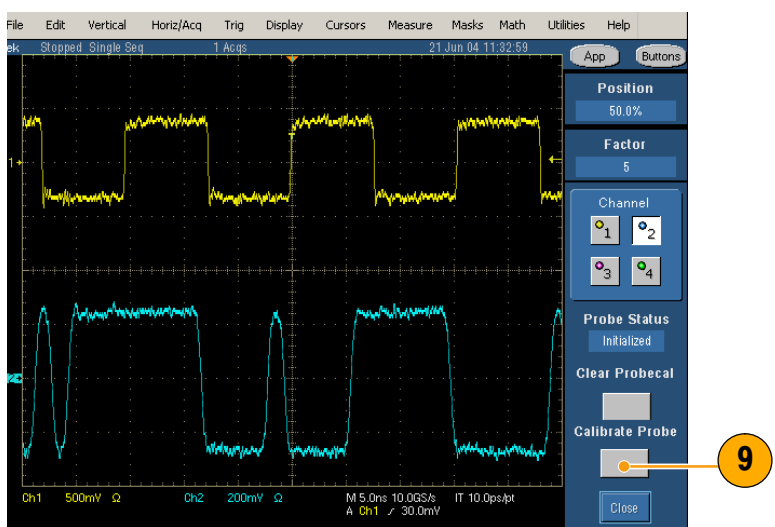 File Edit Vertical Horiz/Acq Trig Display Cursors Measure Masks Math Utilities Help
ek Stopped Single Seq 1 Acqs 21 Jun 04 11:32:59
App Buttons
Position
50.0%
Factor
5
Channel
1 2
3 4
Probe Status
Initialized
Clear Probecal
Calibrate Probe
9
Close
1
2
Ch1 500mV Ω Ch2 200mV Ω M 5.0ns 10.0GS/s IT 10.0ps/pt
A Ch1 30.0mV